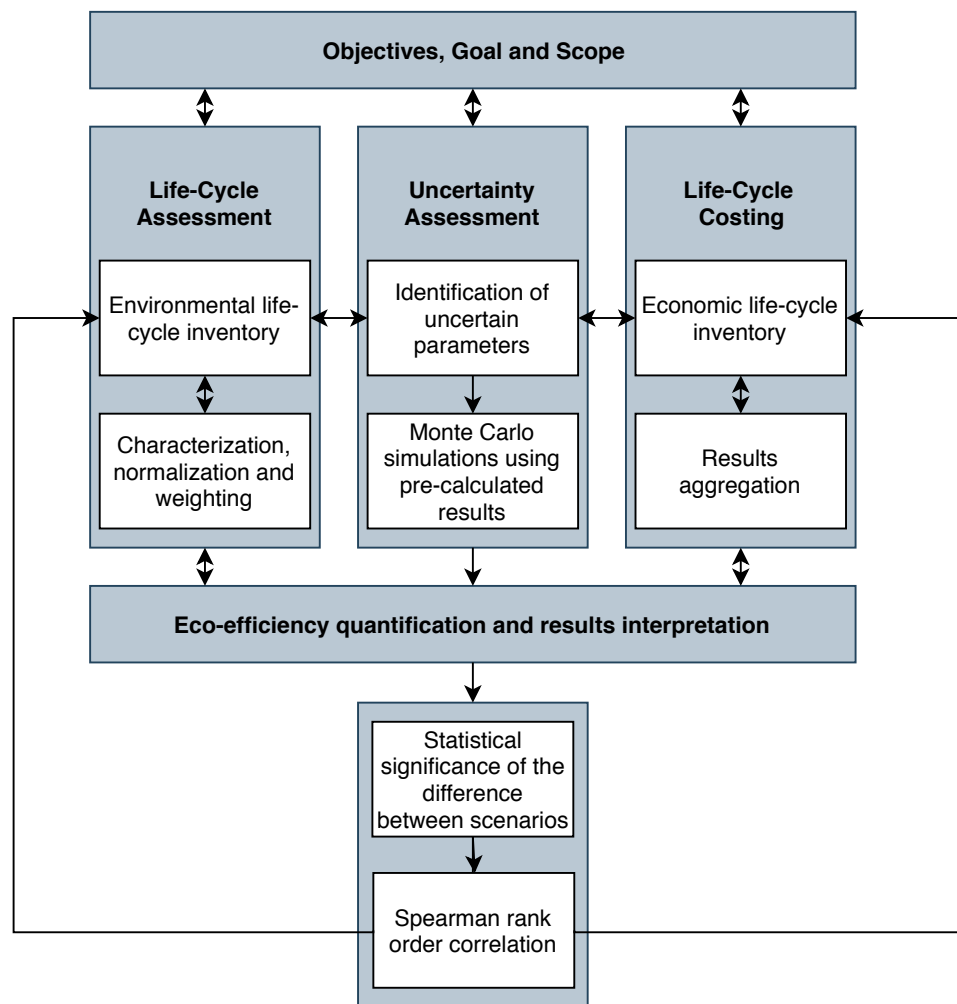 Objectives, Goal and Scope
Life-Cycle
Assessment
Uncertainty
Assessment
Life-Cycle
Costing
Environmental life-
cycle inventory
Identification of
uncertain
parameters
Economic life-cycle
inventory
Characterization,
normalization and
weighting
Monte Carlo
simulations using
pre-calculated
results
Results
aggregation
Eco-efficiency quantification and results interpretation
Statistical
significance of the
difference
between scenarios
Spearman rank
order correlation